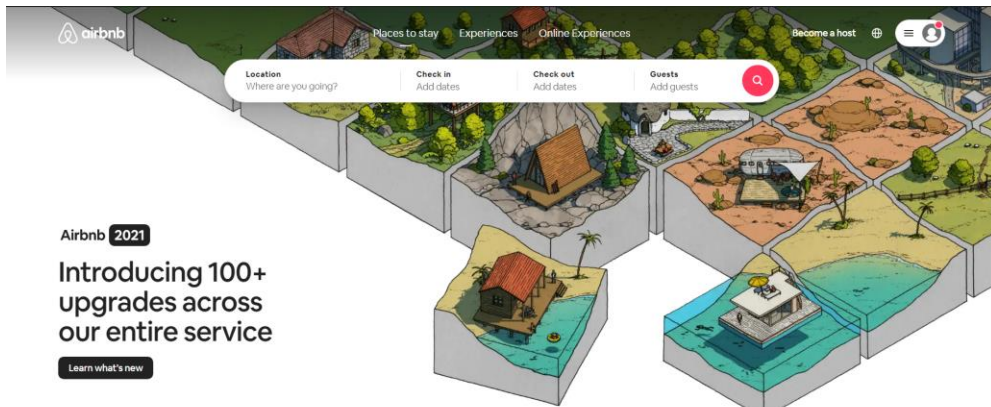 airbnb
Places to stay Experiences Online Experiences
Become a host
Location Check in Check out Guests
Where are you going? Add dates Add dates Add guests
Airbnb 2021
Introducing 100+
upgrades across
our entire service
Learn what's new